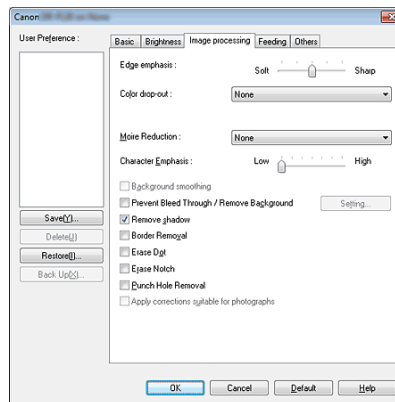 Canon
User Preference :
Basic Brightness Image processing Feeding Others
Edge emphasis :
Soft Sharp
Color drop-out :
None
Moire Reduction :
None
Character Emphasis :
Low High
Background smoothing
Prevent Bleed Through / Remove Background
Setting...
Remove shadow
Border Removal
Erase Dot
Erase Notch
Punch Hole Removal
Apply corrections suitable for photographs
Save(Y)...
Delete(J)
Restore(I)...
Back Up(X)...
OK Cancel Default Help